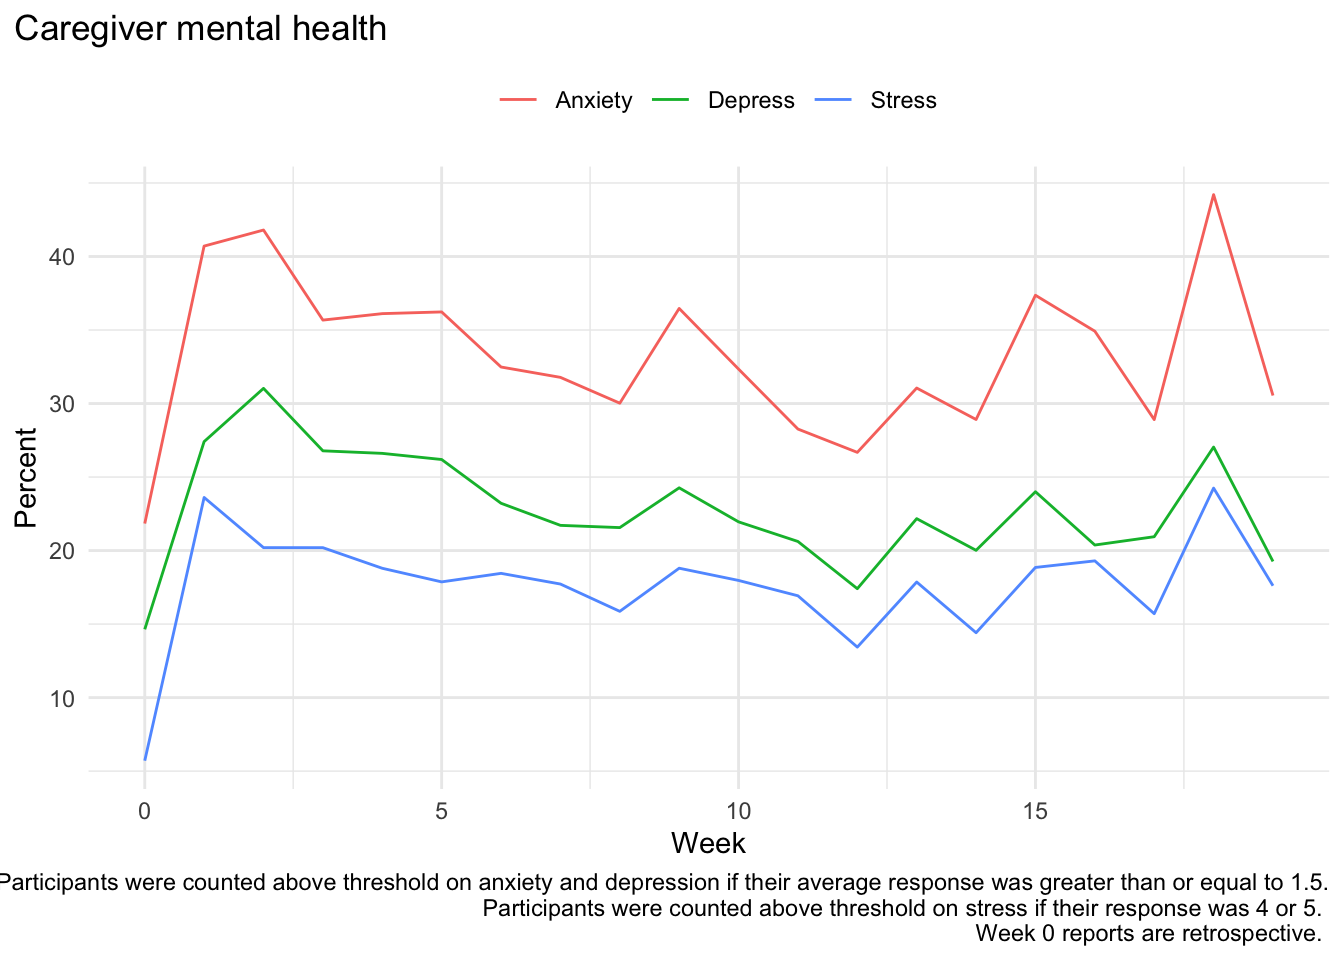 Caregiver mental health
Anxiety Depress Stress
40
30
20
10
Percent
0 5 10 15
Week
Participants were counted above threshold on anxiety and depression if their average response was greater than or equal to 1.5.
Participants were counted above threshold on stress if their response was 4 or 5.
Week 0 reports are retrospective.